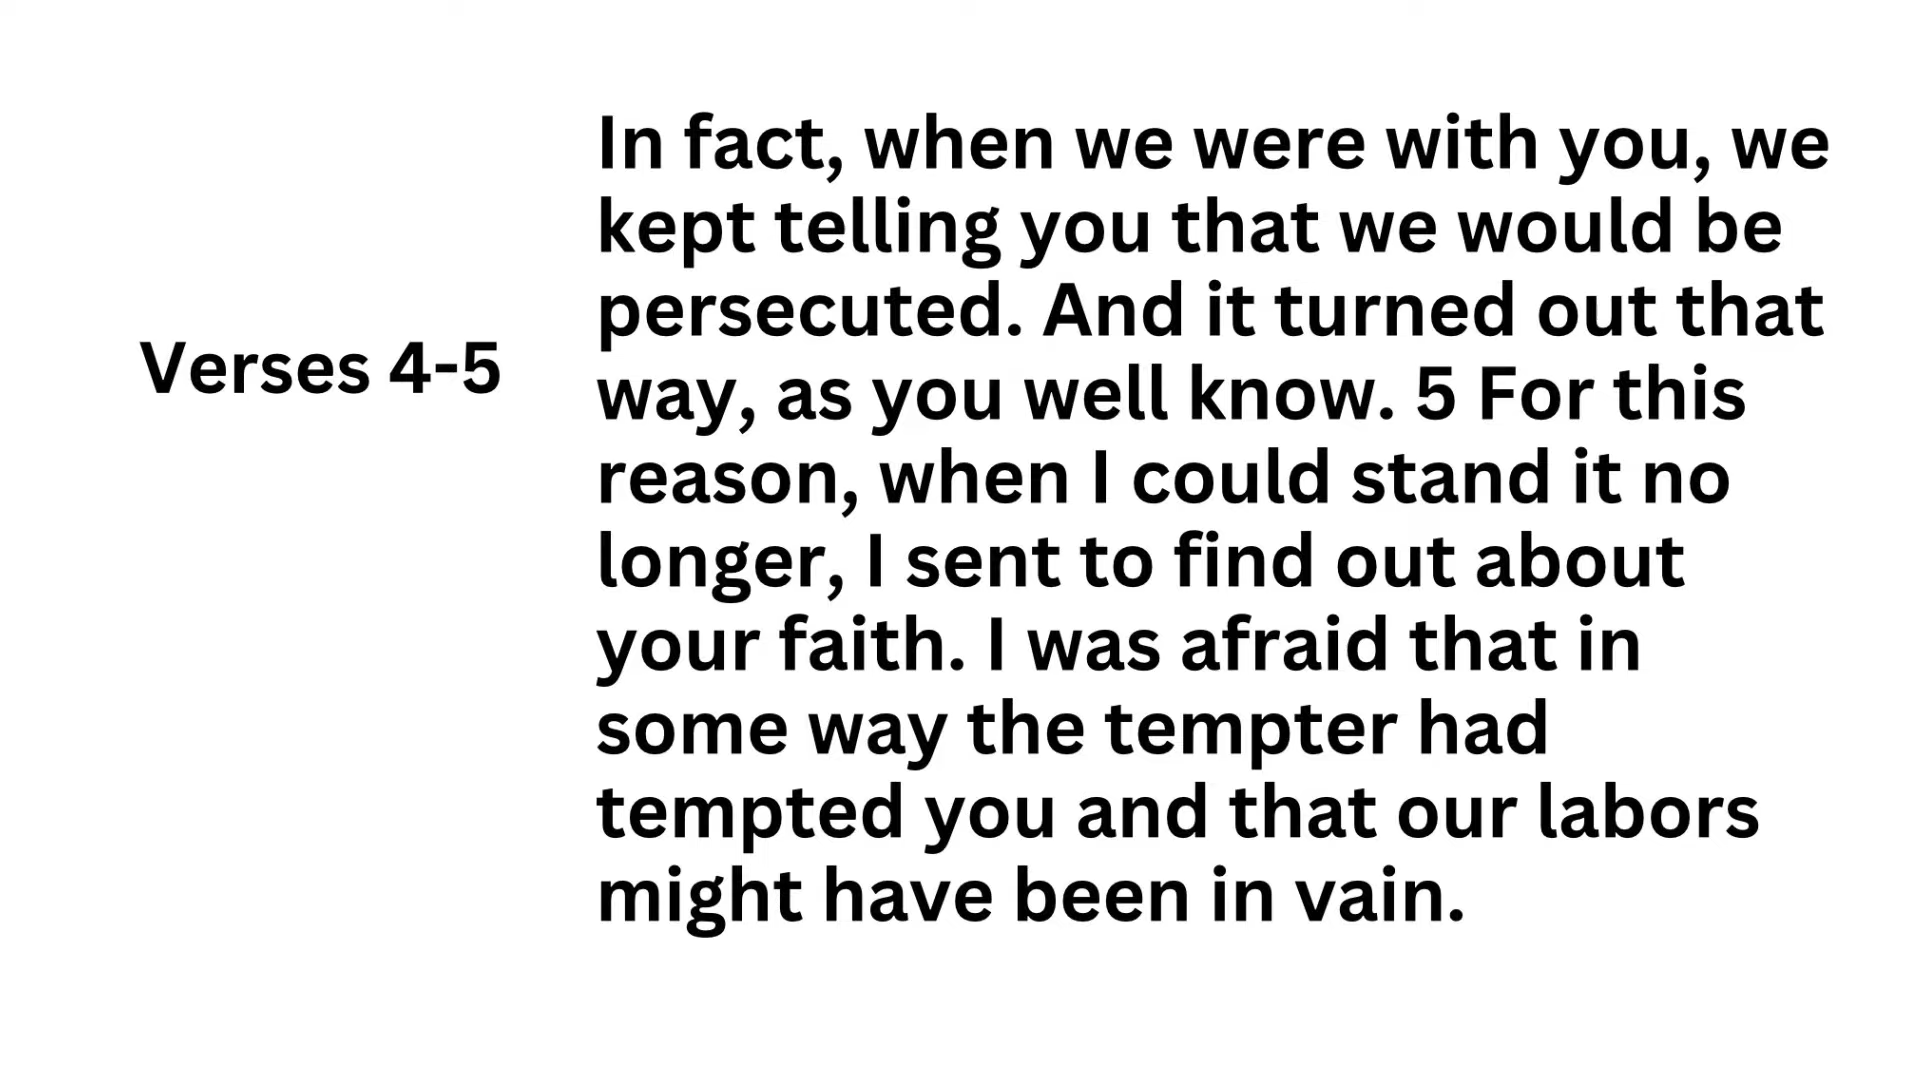 Verses 4-5
In fact, when we were with you, we
kept telling you that we would be
persecuted. And it turned out that
way, as you well know. 5 For this
reason, when I could stand it no
longer, I sent to find out about
your faith. I was afraid that in
some way the tempter had
tempted you and that our labors
might have been in vain.